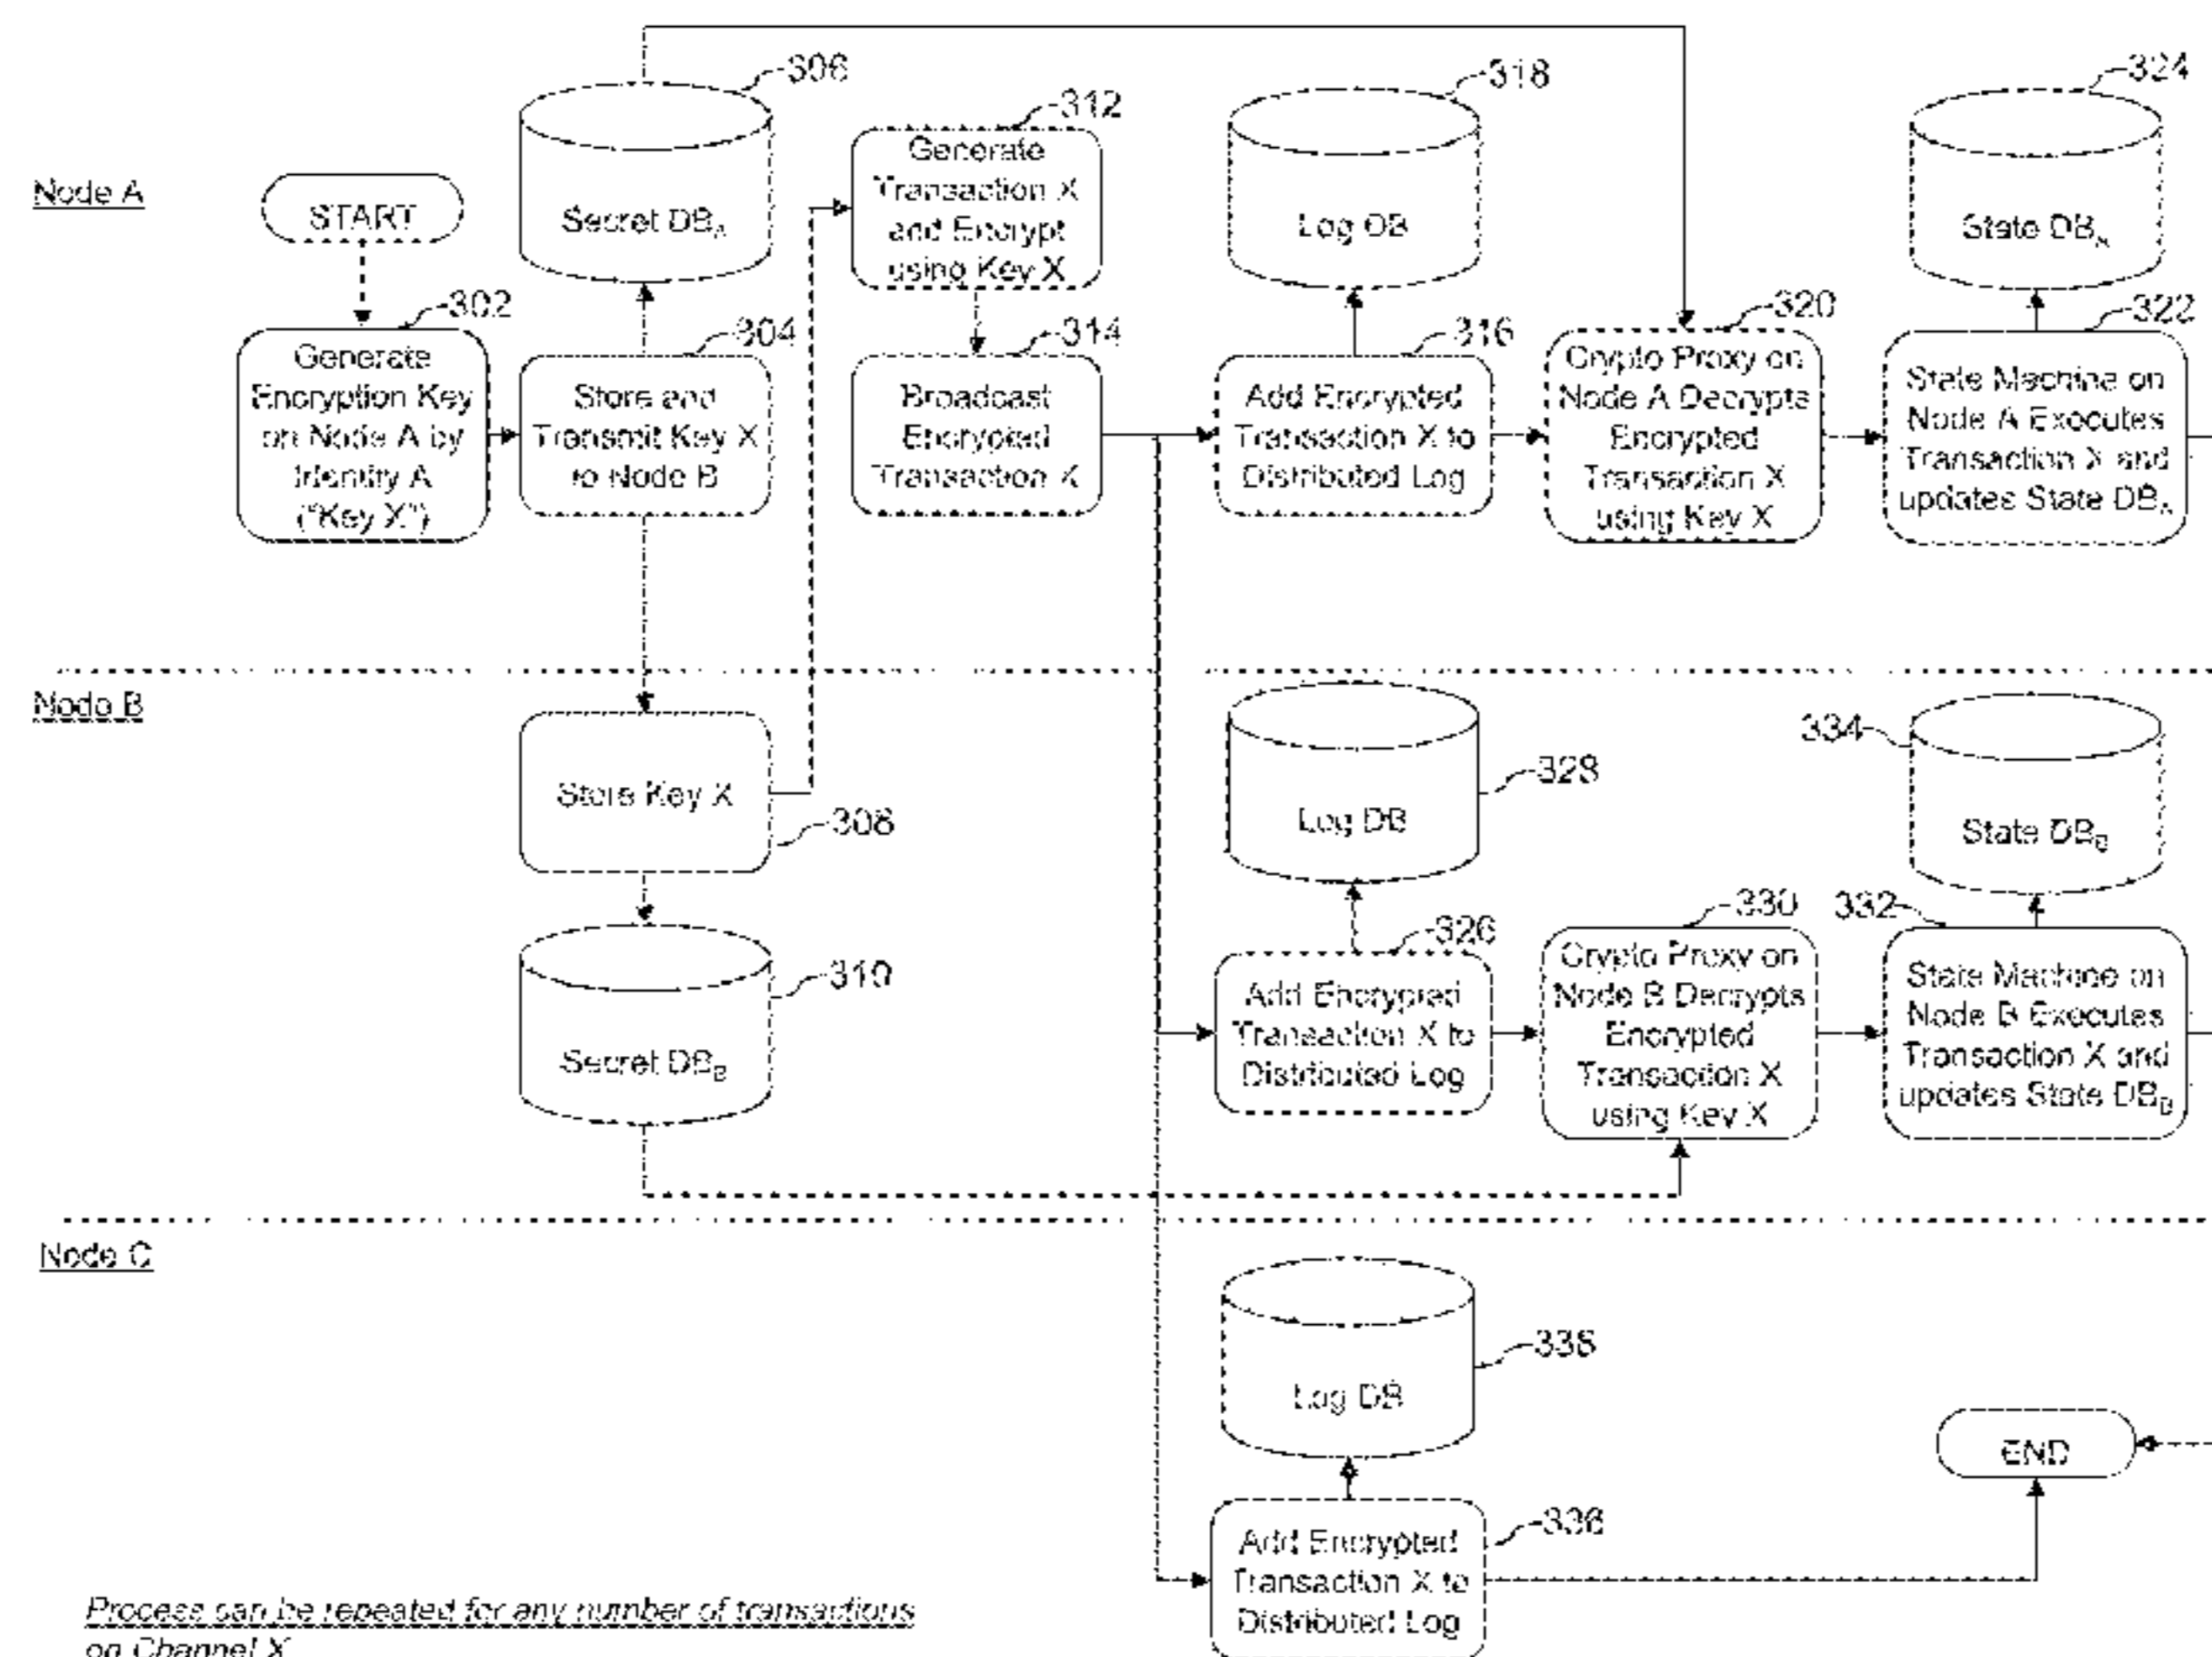 Node A
START
302
Generate
Encryption Key
on Node A by
Identity A
("Key X")
304
Store and
Transmit Key X
to Node B
306
Secret DBA
312
Generate
Transaction X
and Encrypt
using Key X
314
Broadcast
Encrypted
Transaction X
318
Log DB
316
Add Encrypted
Transaction X to
Distributed Log
320
Crypto Proxy on
Node A Decrypts
Encrypted
Transaction X
using Key X
324
State DBA
322
State Machine on
Node A Executes
Transaction X and
updates State DBA
Node B
Store Key X
308
310
Secret DBB
328
Log DB
326
Add Encrypted
Transaction X to
Distributed Log
330
Crypto Proxy on
Node B Decrypts
Encrypted
Transaction X
using Key X
334
State DBB
332
State Machine on
Node B Executes
Transaction X and
updates State DBB
Node C
338
Log DB
336
Add Encrypted
Transaction X to
Distributed Log
END
Process can be repeated for any number of transactions
on Channel X